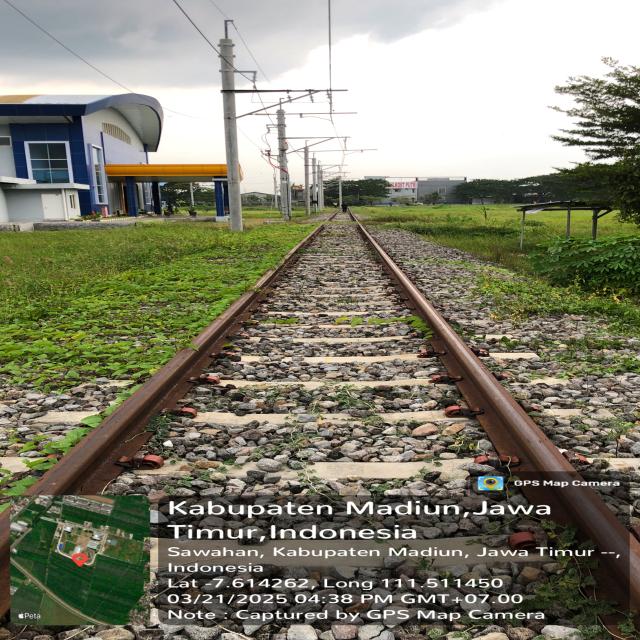 GPS Map Camera
Kabupaten Madiun,Jawa
Timur,Indonesia
Sawahan, Kabupaten Madiun, Jawa Timur --,
Indonesia
Lat -7.614262, Long 111.511450
03/21/2025 04:38 PM GMT+07.00
Note : Captured by GPS Map Camera
Peta